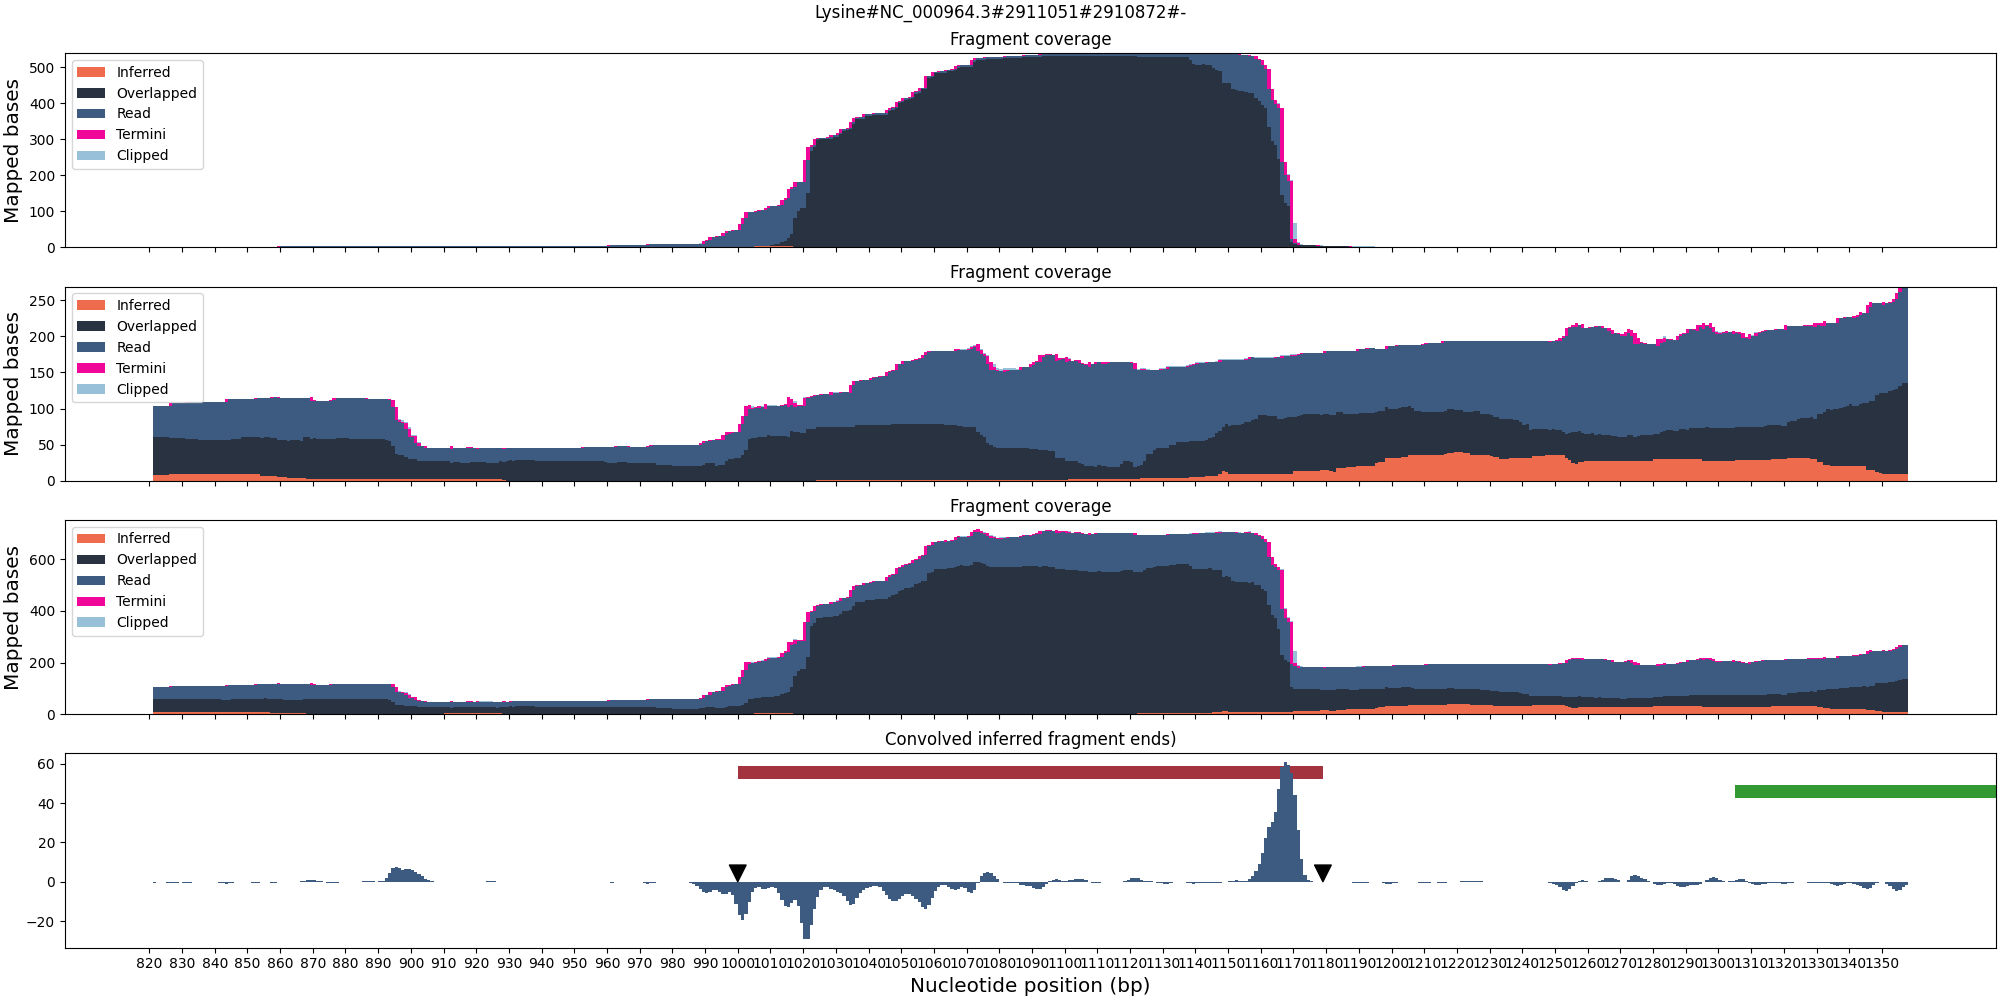 Lysine#NC_000964.3#2911051#2910872#-
Fragment coverage
Mapped bases
500
400
300
200
100
0
Inferred
Overlapped
Read
Termini
Clipped
Fragment coverage
Mapped bases
250
200
150
100
50
0
Inferred
Overlapped
Read
Termini
Clipped
Fragment coverage
Mapped bases
600
400
200
0
Inferred
Overlapped
Read
Termini
Clipped
Convolved inferred fragment ends)
60
40
20
0
−20
820 830 840 850 860 870 880 890 900 910 920 930 940 950 960 970 980 990 1000 1010 1020 1030 1040 1050 1060 1070 1080 1090 1100 1110 1120 1130 1140 1150 1160 1170 1180 1190 1200 1210 1220 1230 1240 1250 1260 1270 1280 1290 1300 1310 1320 1330 1340 1350
Nucleotide position (bp)